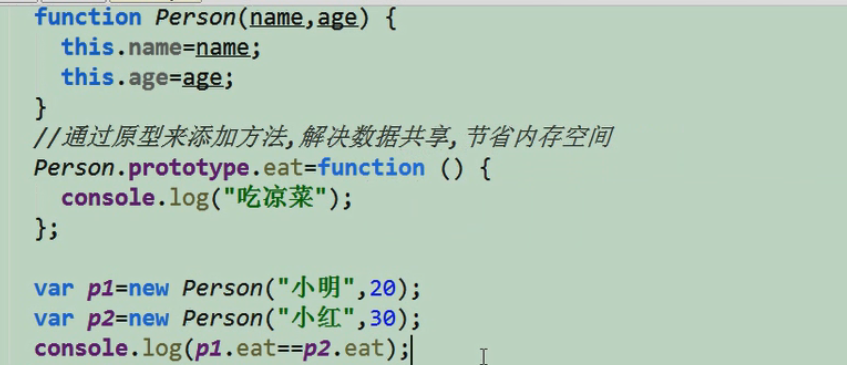 function Person(name,age) {
this.name=name;
this.age=age;
}
//通过原型来添加方法,解决数据共享,节省内存空间
Person.prototype.eat=function () {
console.log("吃凉菜");
};
var p1=new Person("小明",20);
var p2=new Person("小红",30);
console.log(p1.eat==p2.eat);